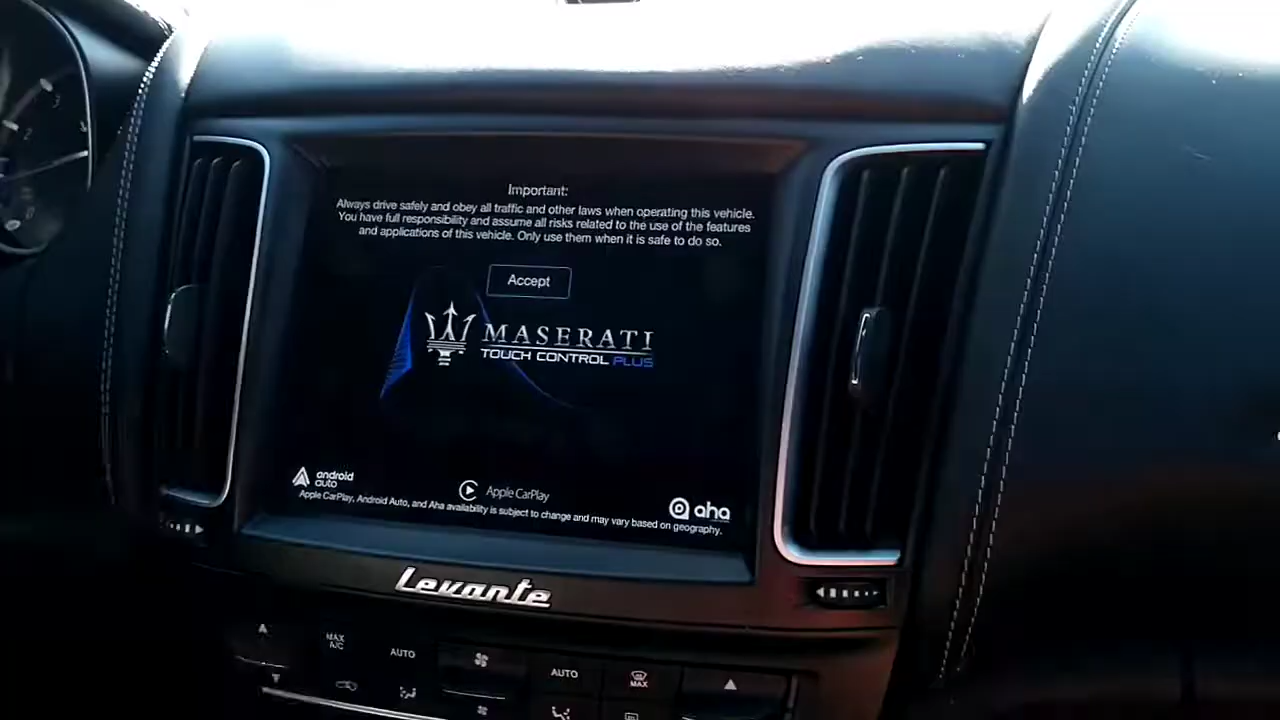 Important:
Always drive safely and obey all traffic and other laws when operating this vehicle.
You have full responsibility and assume all risks related to the use of the features
and applications of this vehicle. Only use them when it is safe to do so.
Accept
MASERATI
TOUCH CONTROL PLUS
android
auto
Apple CarPlay
aha
Apple CarPlay, Android Auto, and Aha availability is subject to change and may vary based on geography.
Levante
MAX
A/C
AUTO
AUTO
MAX
2
3
0